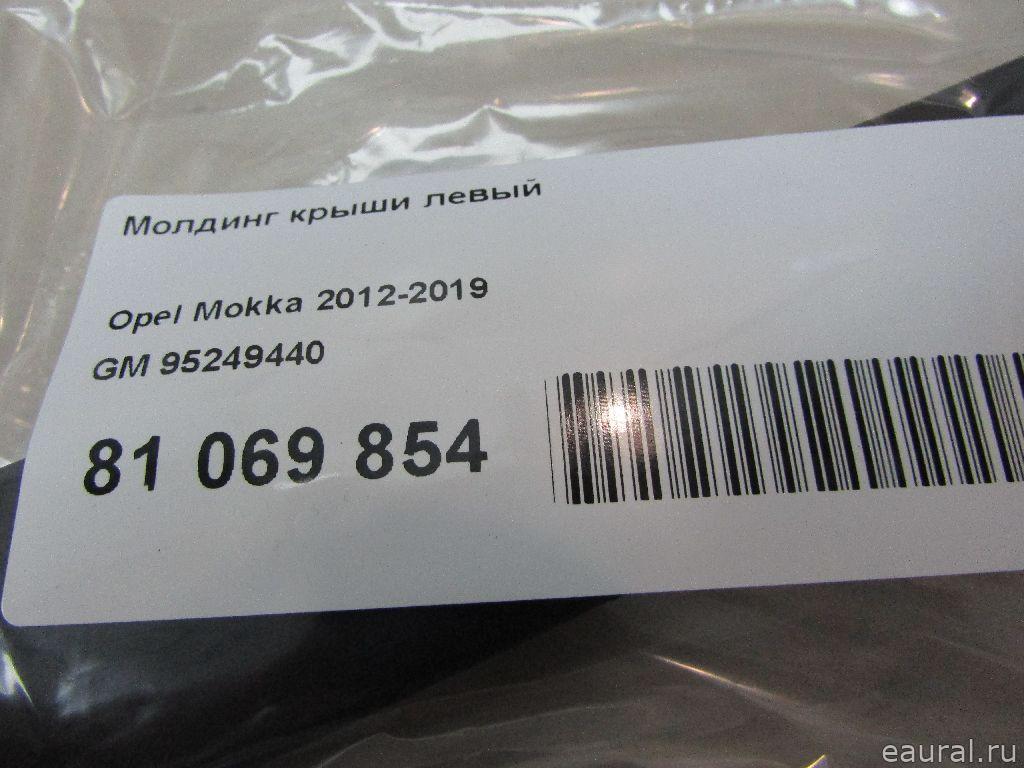 Молдинг крыши левый
Opel Mokka 2012-2019
GM 95249440
81 069 854
eaural.ru